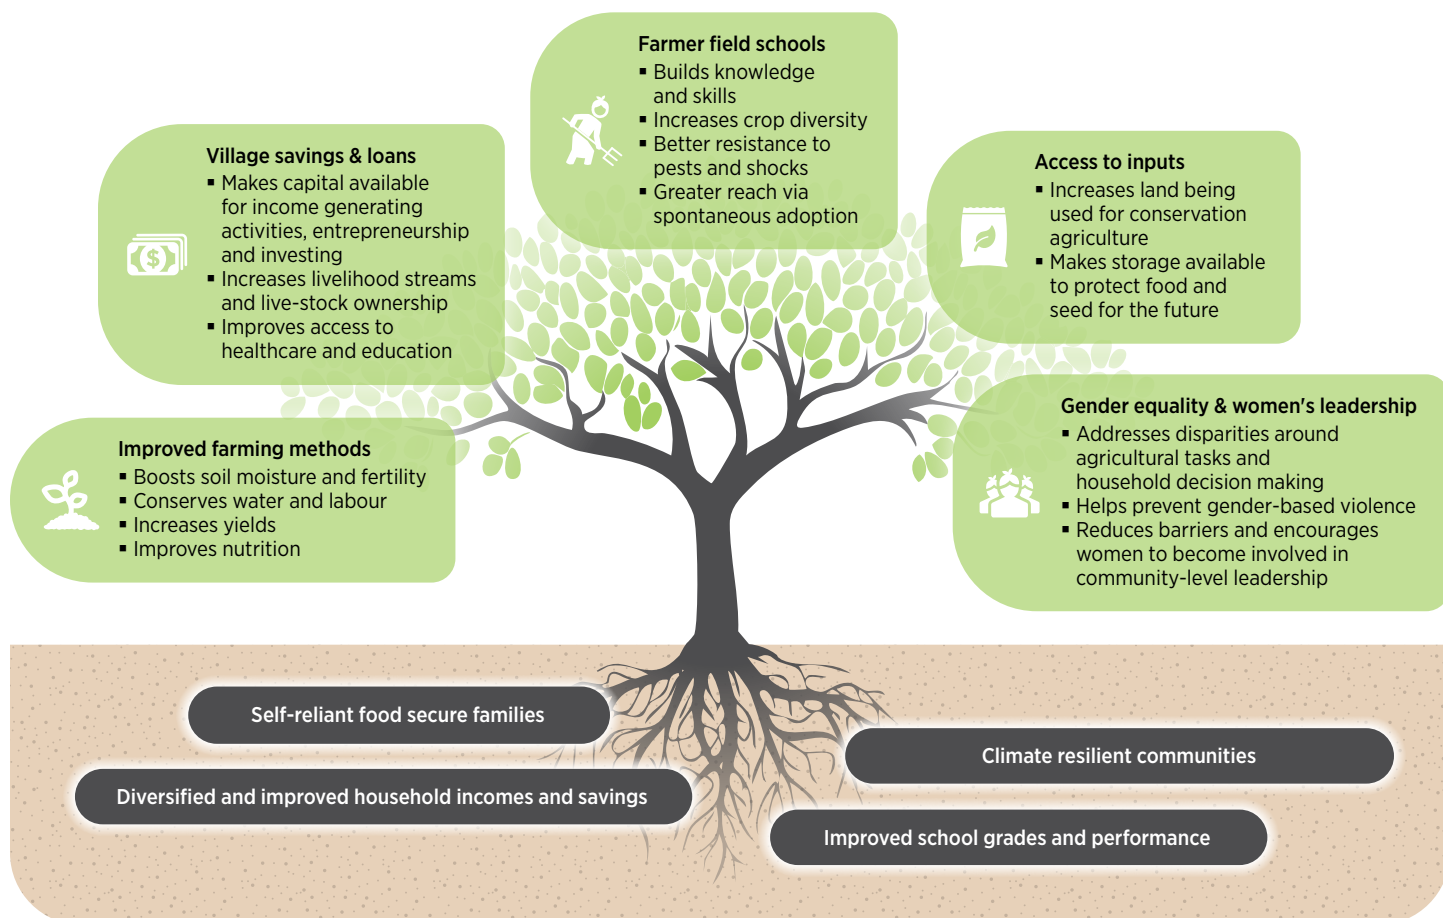 Farmer field schools
▪ Builds knowledge
and skills
▪ Increases crop diversity
▪ Better resistance to
pests and shocks
▪ Greater reach via
spontaneous adoption
Village savings & loans
▪ Makes capital available
for income generating
activities, entrepreneurship
and investing
▪ Increases livelihood streams
and live-stock ownership
▪ Improves access to
healthcare and education
$
Access to inputs
▪ Increases land being
used for conservation
agriculture
▪ Makes storage available
to protect food and
seed for the future
Improved farming methods
▪ Boosts soil moisture and fertility
▪ Conserves water and labour
▪ Increases yields
▪ Improves nutrition
Gender equality & women's leadership
▪ Addresses disparities around
agricultural tasks and
household decision making
▪ Helps prevent gender-based violence
▪ Reduces barriers and encourages
women to become involved in
community-level leadership
Self-reliant food secure families
Climate resilient communities
Diversified and improved household incomes and savings
Improved school grades and performance